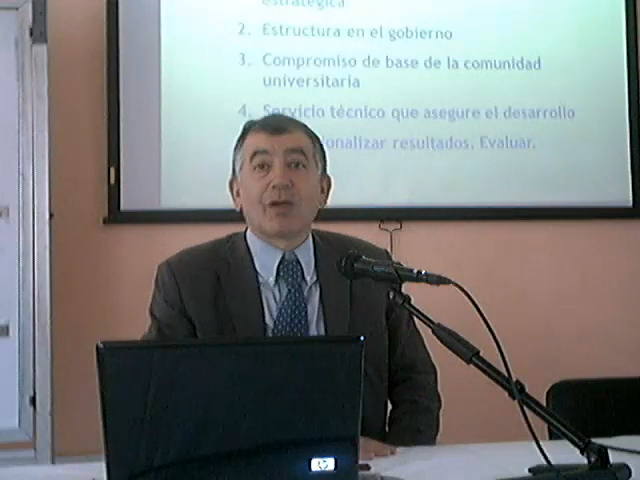 estratégica
2. Estructura en el gobierno
3. Compromiso de base de la comunidad
universitaria
4. Servicio técnico que asegure el desarrollo
resultados. Evaluar.
hp